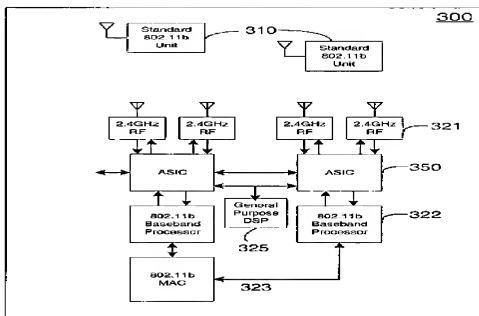 300
Standard
802.11b
Unit
310
Standard
802.11b
Unit
2.4GHz
RF
2.4GHz
RF
2.4GHz
RF
2.4GHz
RF
321
ASIC
ASIC
350
802.11b
Baseband
Processor
General
Purpose
DSP
325
802.11b
Baseband
Processor
322
802.11b
MAC
323